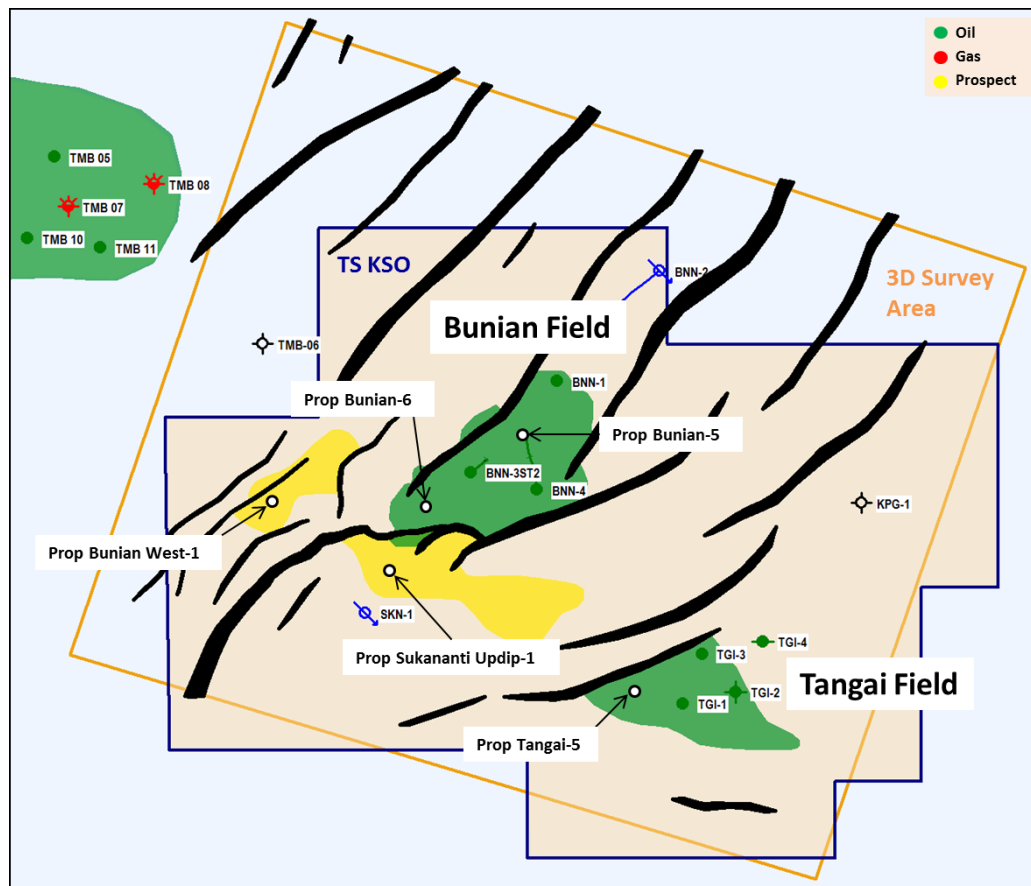 Oil
Gas
Prospect
TMB 05
TMB 08
TMB 07
TMB 10
TMB 11
TS KSO
BNN-2
3D Survey
Area
Bunian Field
TMB-06
Prop Bunian-6
BNN-1
Prop Bunian-5
BNN-3ST2
BNN-4
KPG-1
Prop Bunian West-1
SKN-1
Prop Sukananti Updip-1
TGI-4
TGI-3
Tangai Field
TGI-2
TGI-1
Prop Tangai-5